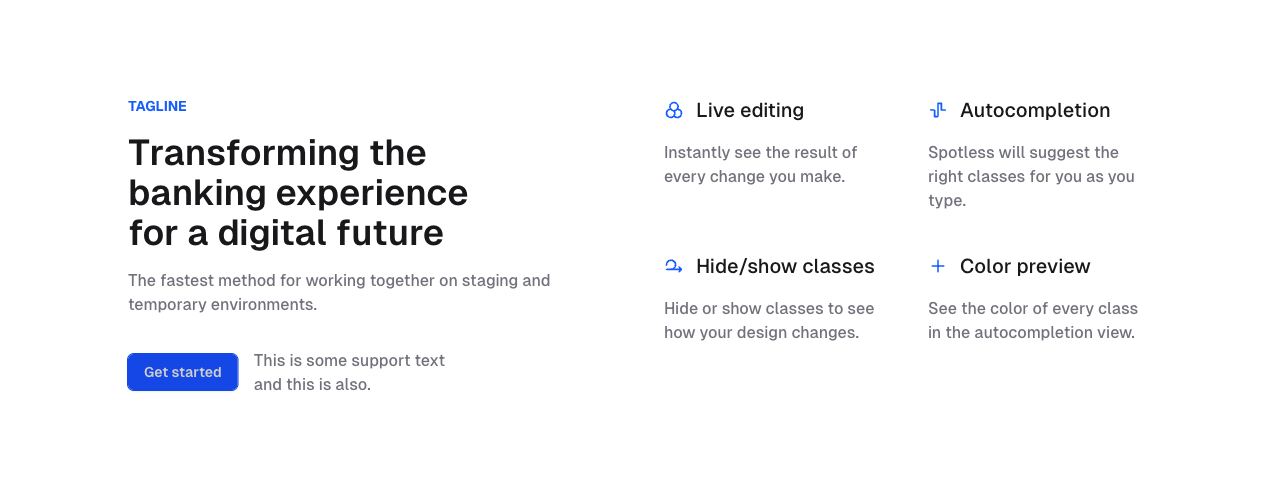 TAGLINE
Transforming the
banking experience
for a digital future
The fastest method for working together on staging and
temporary environments.
Get started
This is some support text
and this is also.
Live editing
Instantly see the result of
every change you make.
Autocompletion
Spotless will suggest the
right classes for you as you
type.
Hide/show classes
Hide or show classes to see
how your design changes.
Color preview
See the color of every class
in the autocompletion view.